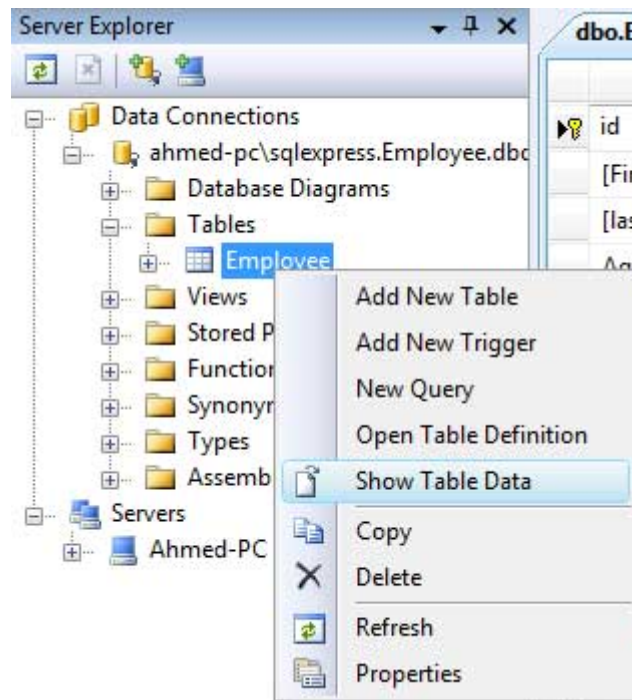 Server Explorer
Data Connections
ahmed-pc\sqlexpress.Employee.dbo
Database Diagrams
Tables
Employee
Views
Stored P
Function
Synonym
Types
Assemb
Servers
Ahmed-PC
Add New Table
Add New Trigger
New Query
Open Table Definition
Show Table Data
Copy
Delete
Refresh
Properties
dbo.E
id
[Fir
[las